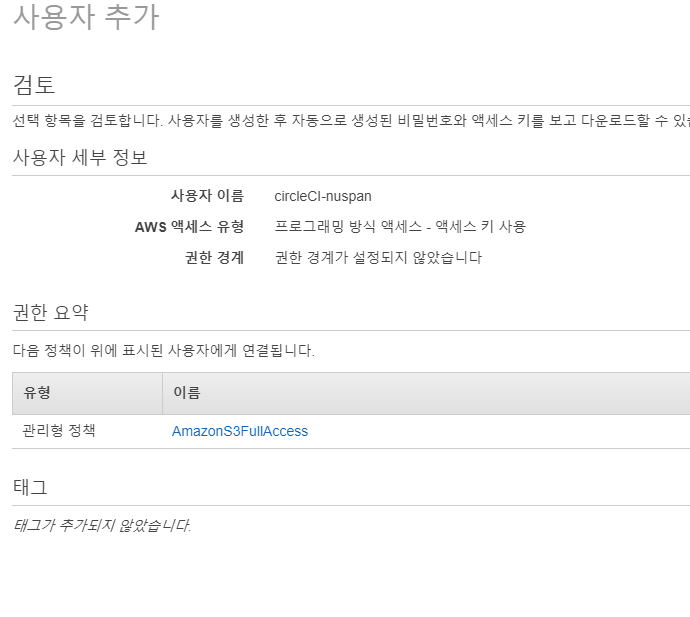 사용자 추가
검토
선택 항목을 검토합니다. 사용자를 생성한 후 자동으로 생성된 비밀번호와 액세스 키를 보고 다운로드할 수
사용자 세부 정보
사용자 이름 circleCI-nuspan
AWS 액세스 유형 프로그래밍 방식 액세스 - 액세스 키 사용
권한 경계 권한 경계가 설정되지 않았습니다
권한 요약
다음 정책이 위에 표시된 사용자에게 연결됩니다.
유형 이름
관리형 정책 AmazonS3FullAccess
태그
태그가 추가되지 않았습니다.